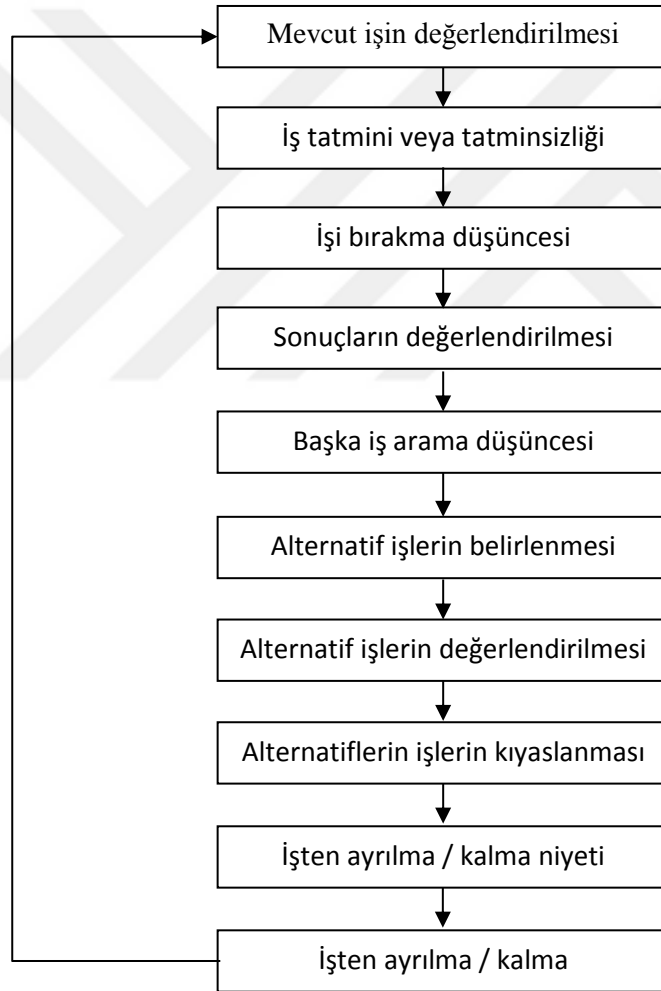 Mevcut işin değerlendirilmesi
İş tatmini veya tatminsizliği
İşi bırakma düşüncesi
Sonuçların değerlendirilmesi
Başka iş arama düşüncesi
Alternatif işlerin belirlenmesi
Alternatif işlerin değerlendirilmesi
Alternatiflerin işlerin kıyaslanması
İşten ayrılma / kalma niyeti
İşten ayrılma / kalma